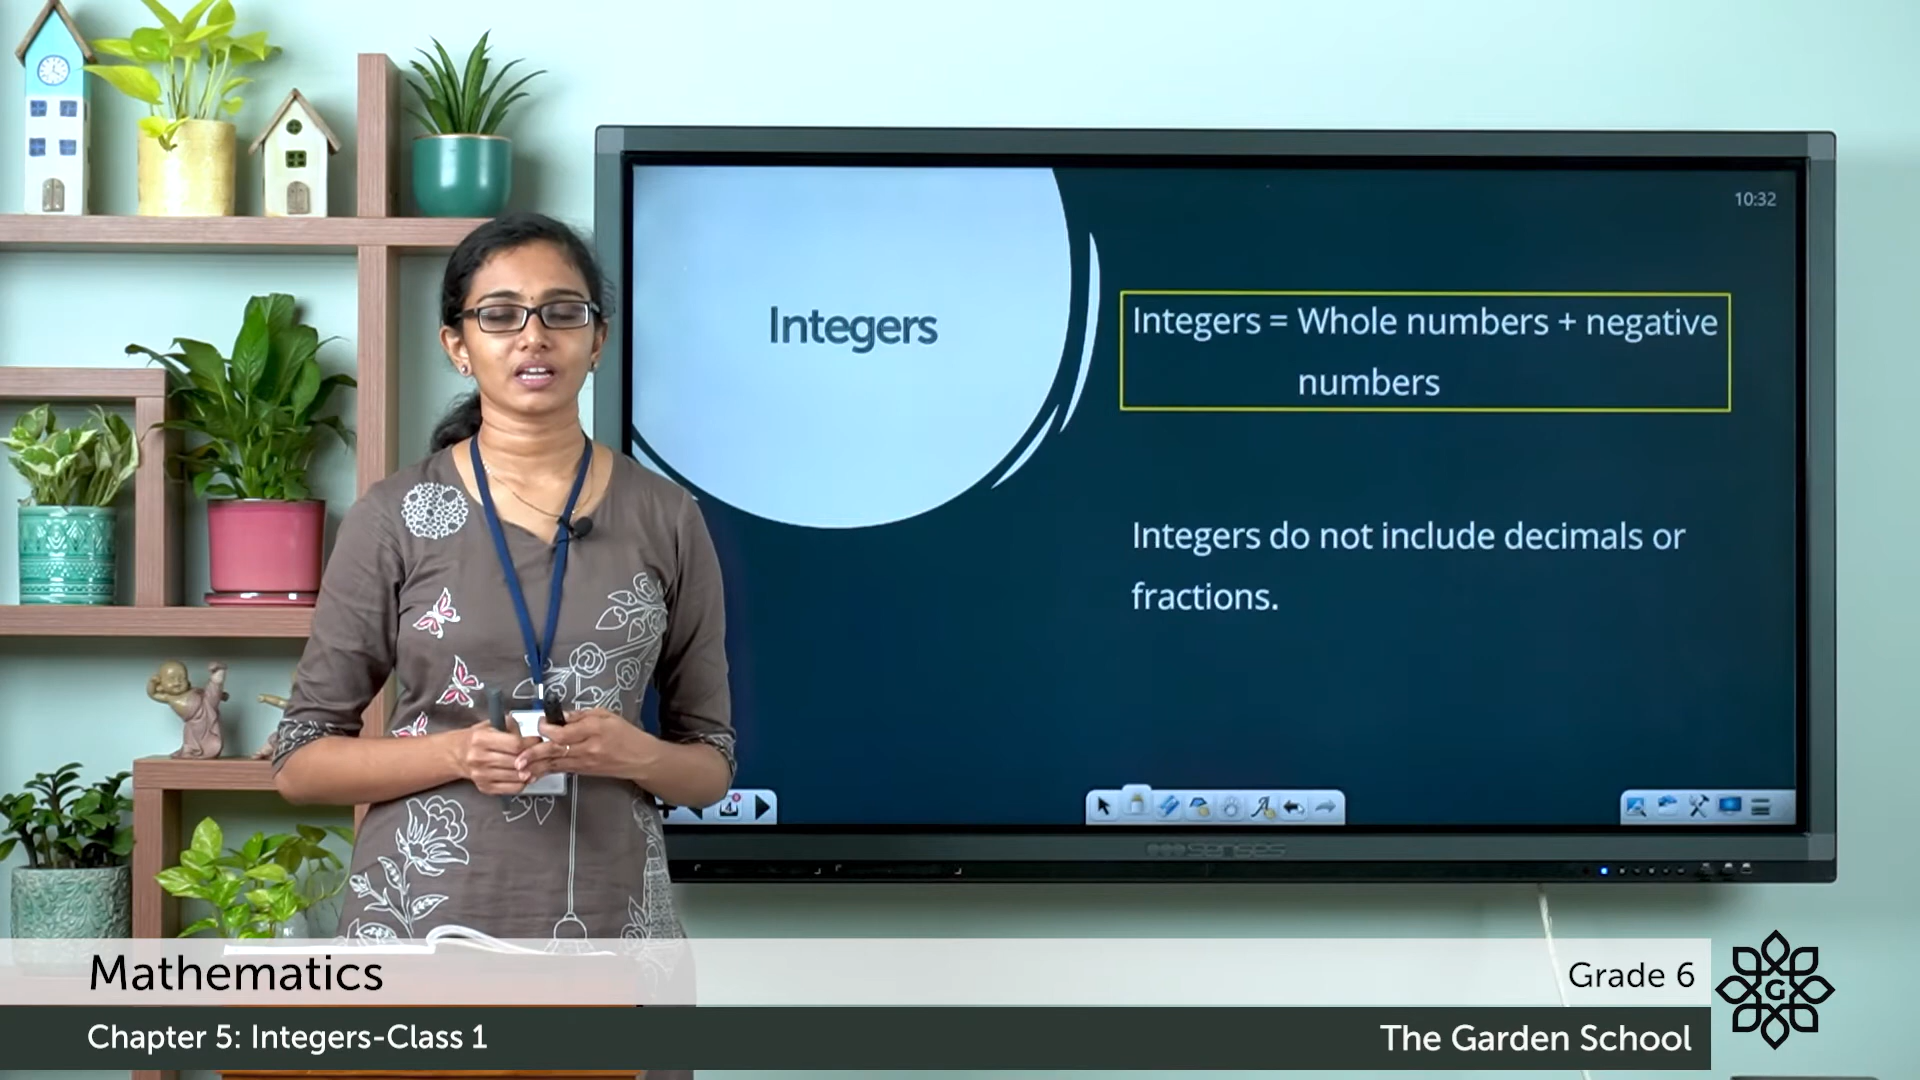 10:32
Integers
Integers = Whole numbers + negative
numbers
Integers do not include decimals or
fractions.
Mathematics
Grade 6
Chapter 5: Integers-Class 1
The Garden School
G